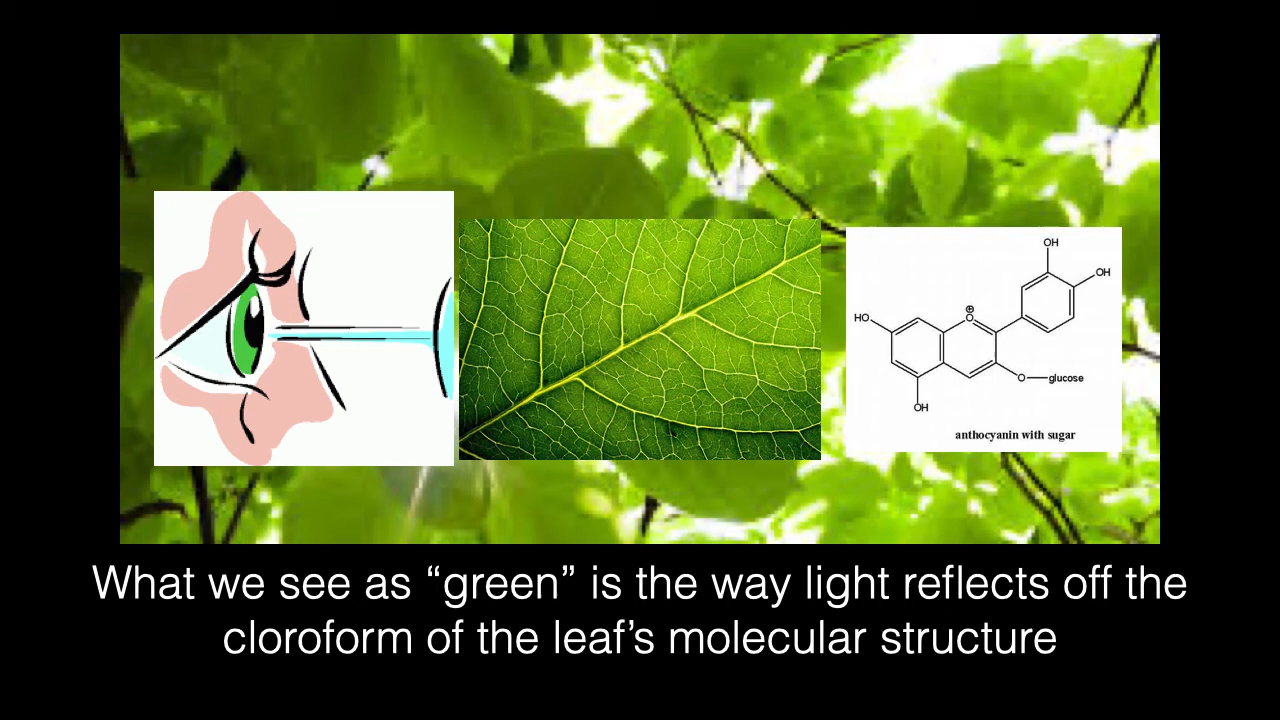 OH
OH
HO
⊕
O
O
glucose
OH
anthocyanin with sugar
What we see as “green” is the way light reflects off the
cloroform of the leaf’s molecular structure